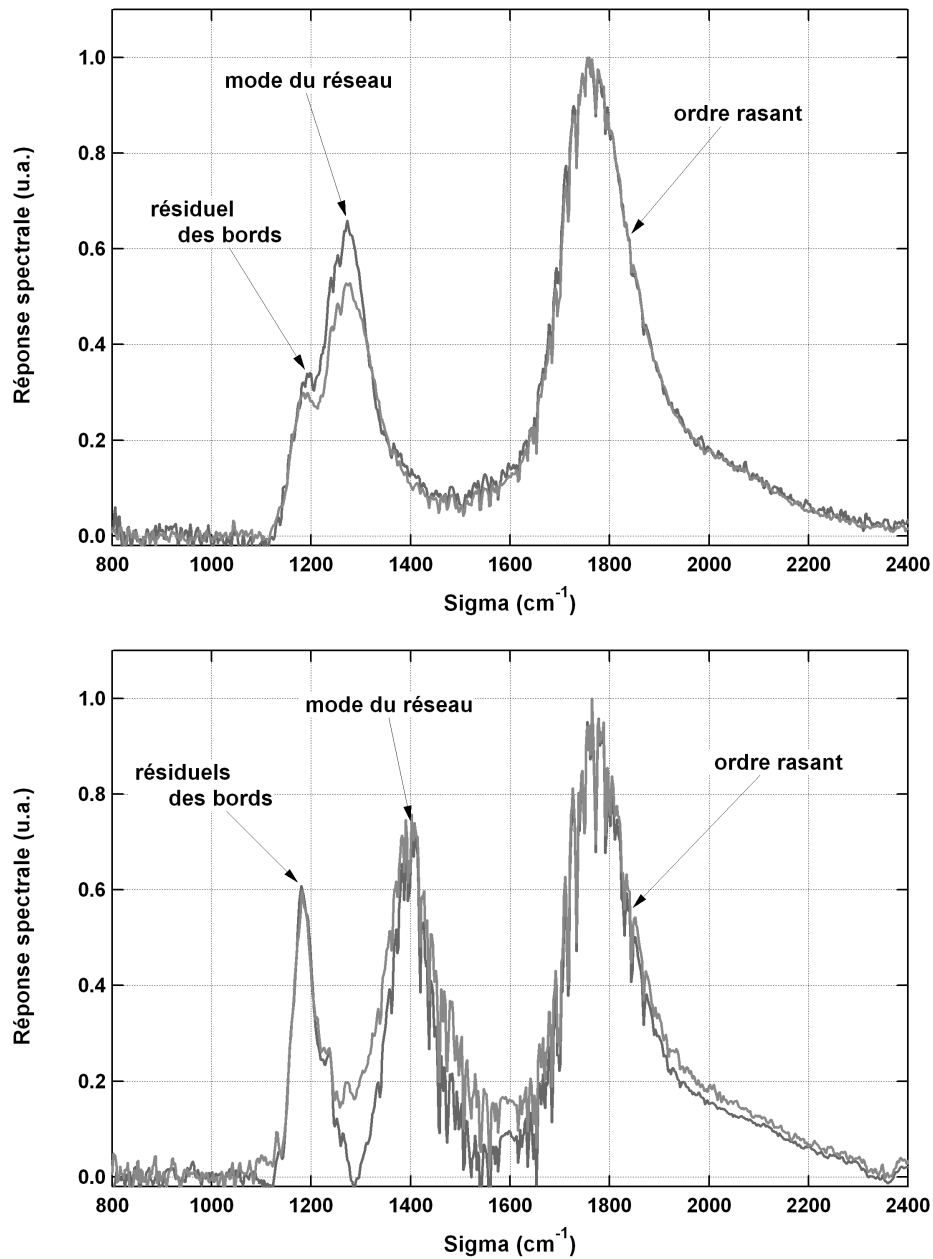 1.0
0.8
0.6
0.4
0.2
0.0
Réponse spectrale (u.a.)
mode du réseau
ordre rasant
résiduel
des bords
800 1000 1200 1400 1600 1800 2000 2200 2400
Sigma (cm-1)
1.0
0.8
0.6
0.4
0.2
0.0
Réponse spectrale (u.a.)
mode du réseau
ordre rasant
résiduels
des bords
800 1000 1200 1400 1600 1800 2000 2200 2400
Sigma (cm-1)